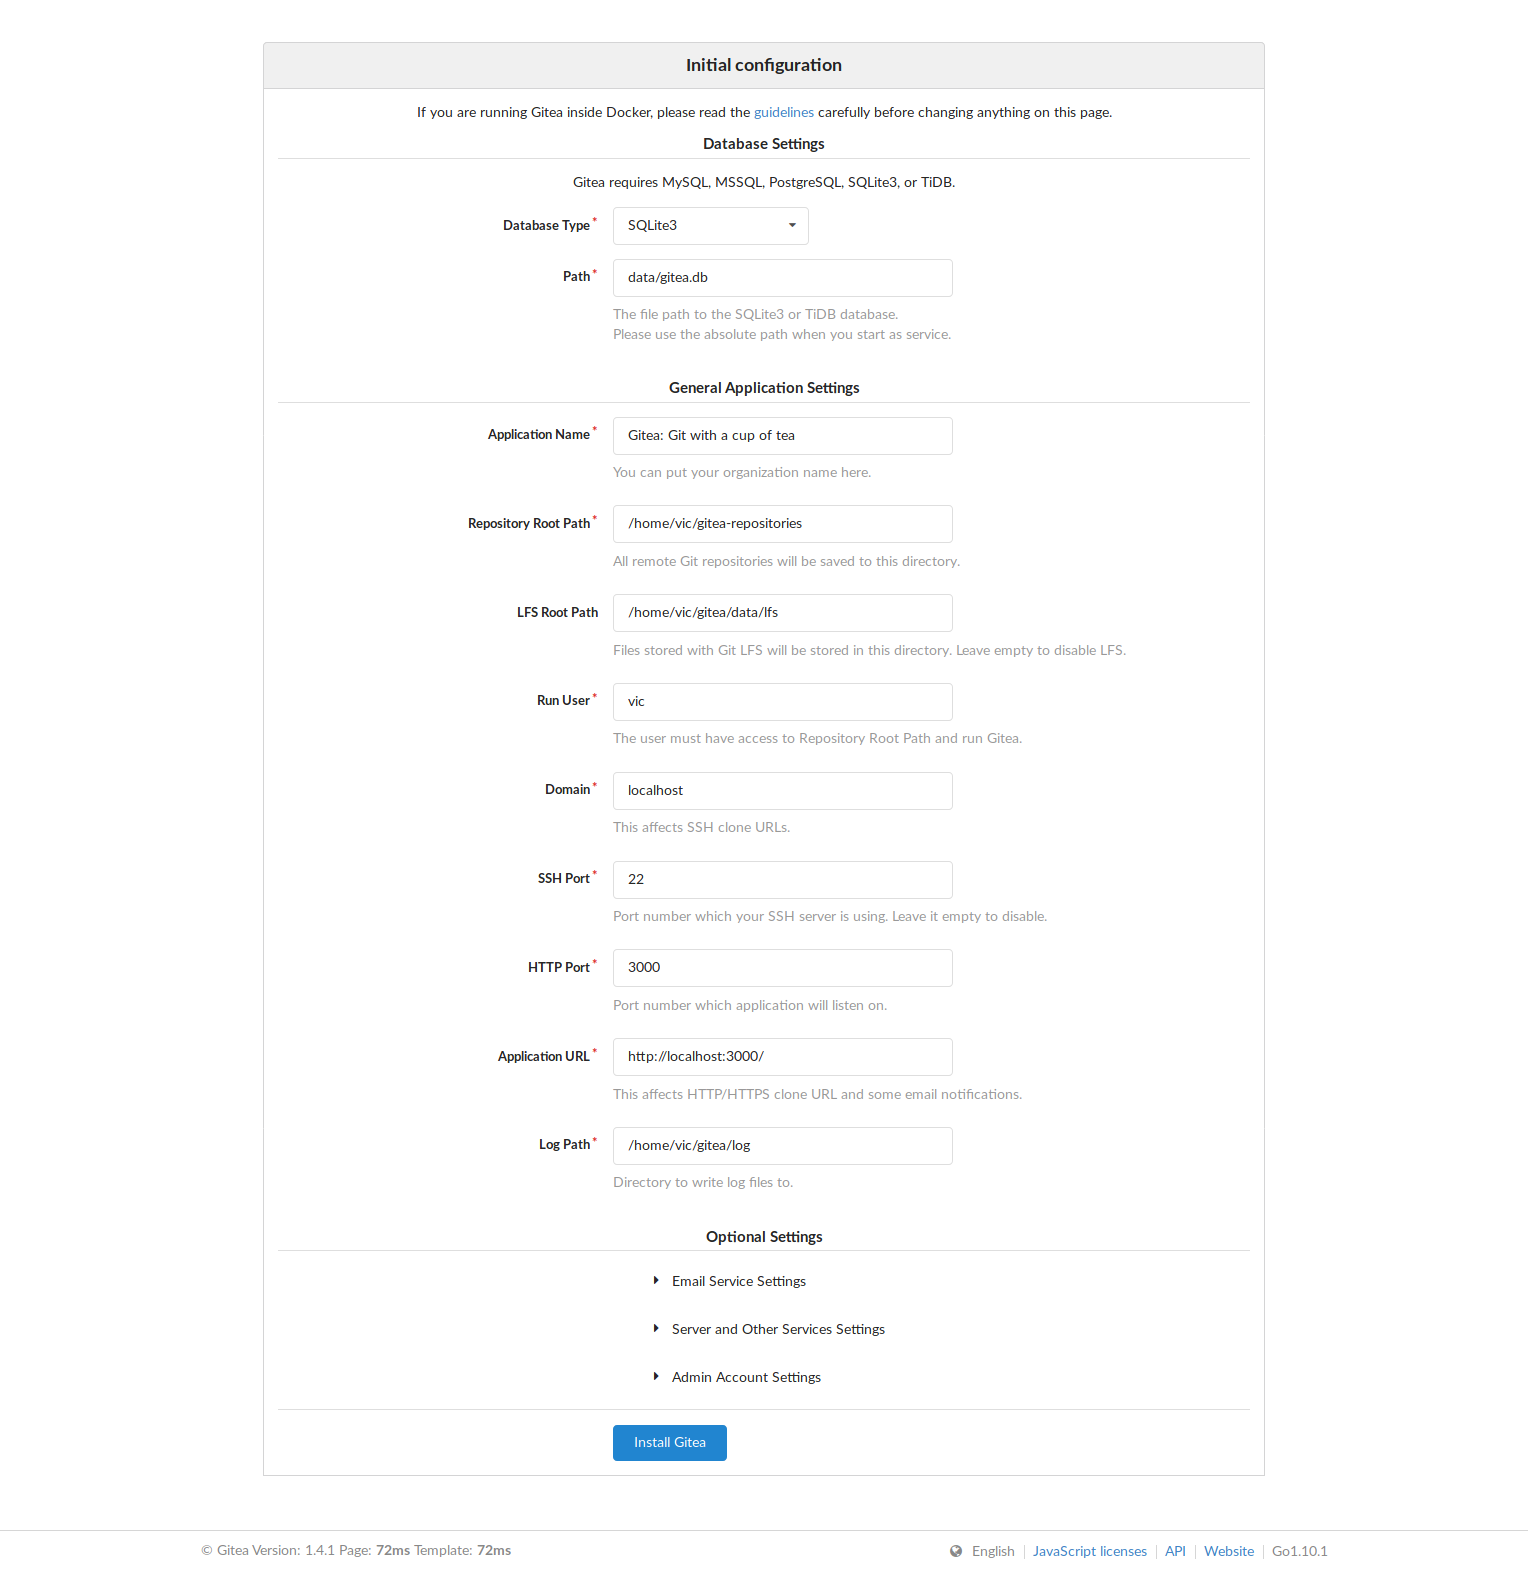 Initial configuration
If you are running Gitea inside Docker, please read the guidelines carefully before changing anything on this page.
Database Settings
Gitea requires MySQL, MSSQL, PostgreSQL, SQLite3, or TiDB.
Database Type* SQLite3
Path* data/gitea.db
The file path to the SQLite3 or TiDB database.
Please use the absolute path when you start as service.
General Application Settings
Application Name* Gitea: Git with a cup of tea
You can put your organization name here.
Repository Root Path* /home/vic/gitea-repositories
All remote Git repositories will be saved to this directory.
LFS Root Path /home/vic/gitea/data/lfs
Files stored with Git LFS will be stored in this directory. Leave empty to disable LFS.
Run User* vic
The user must have access to Repository Root Path and run Gitea.
Domain* localhost
This affects SSH clone URLs.
SSH Port* 22
Port number which your SSH server is using. Leave it empty to disable.
HTTP Port* 3000
Port number which application will listen on.
Application URL* http://localhost:3000/
This affects HTTP/HTTPS clone URL and some email notifications.
Log Path* /home/vic/gitea/log
Directory to write log files to.
Optional Settings
Email Service Settings
Server and Other Services Settings
Admin Account Settings
Install Gitea
© Gitea Version: 1.4.1 Page: 72ms Template: 72ms English JavaScript licenses API Website Go1.10.1